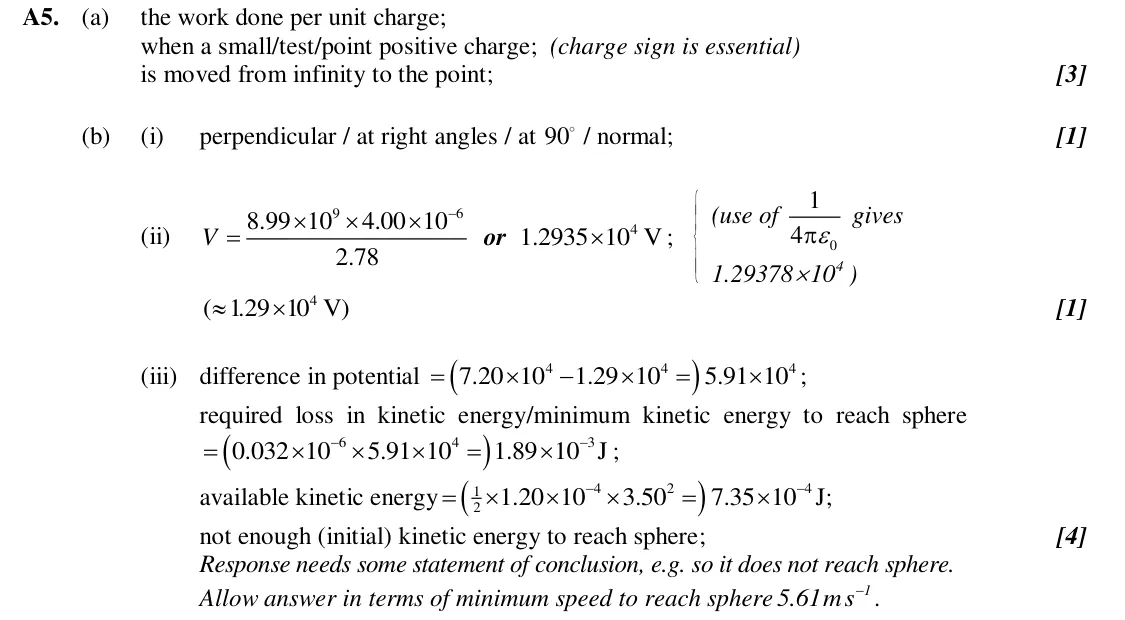 A5. (a) the work done per unit charge;
when a small/test/point positive charge; (charge sign is essential)
is moved from infinity to the point; [3]
(b) (i) perpendicular / at right angles / at 90° / normal; [1]
(ii) V = (8.99×10⁹ ×4.00×10⁻⁶)/2.78 or 1.2935×10⁴ V ; (use of 1/(4πε₀) gives
1.29378×10⁴ )
(≈1.29×10⁴ V) [1]
(iii) difference in potential =(7.20×10⁴ −1.29×10⁴ =) 5.91×10⁴ ;
required loss in kinetic energy/minimum kinetic energy to reach sphere
=(0.032×10⁻⁶ ×5.91×10⁴ =) 1.89×10⁻³ J ;
available kinetic energy=(½×1.20×10⁻⁴ ×3.50² =) 7.35×10⁻⁴ J;
not enough (initial) kinetic energy to reach sphere; [4]
Response needs some statement of conclusion, e.g. so it does not reach sphere.
Allow answer in terms of minimum speed to reach sphere 5.61 m s⁻¹ .